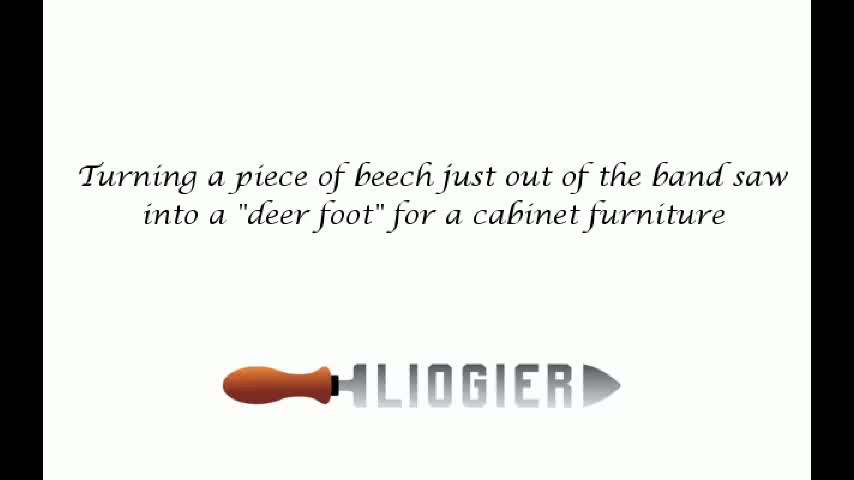 Turning a piece of beech just out of the band saw
into a "deer foot" for a cabinet furniture
LIOGIER